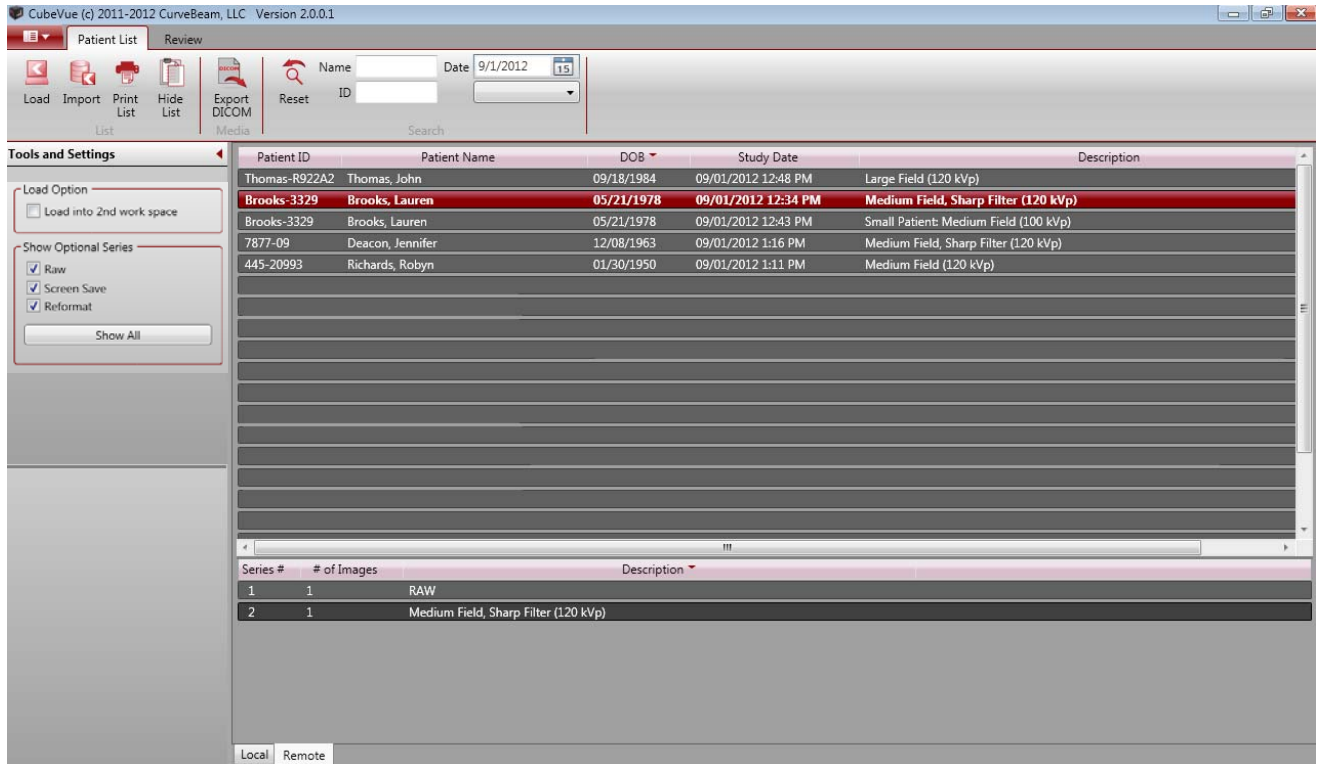 CubeVue (c) 2011-2012 CurveBeam, LLC Version 2.0.0.1
Patient List Review
Name Date 9/1/2012 15
ID
Load Import Print List Hide List Export DICOM Reset
List Media Search
Tools and Settings
Load Option
Load into 2nd work space
Show Optional Series
Raw
Screen Save
Reformat
Show All
Patient ID Patient Name DOB Study Date Description
Thomas-R922A2 Thomas, John 09/18/1984 09/01/2012 12:48 PM Large Field (120 kVp)
Brooks-3329 Brooks, Lauren 05/21/1978 09/01/2012 12:34 PM Medium Field, Sharp Filter (120 kVp)
Brooks-3329 Brooks, Lauren 05/21/1978 09/01/2012 12:43 PM Small Patient: Medium Field (100 kVp)
7877-09 Deacon, Jennifer 12/08/1963 09/01/2012 1:16 PM Medium Field, Sharp Filter (120 kVp)
445-20993 Richards, Robyn 01/30/1950 09/01/2012 1:11 PM Medium Field (120 kVp)
Series # # of Images Description
1 1 RAW
2 1 Medium Field, Sharp Filter (120 kVp)
Local Remote